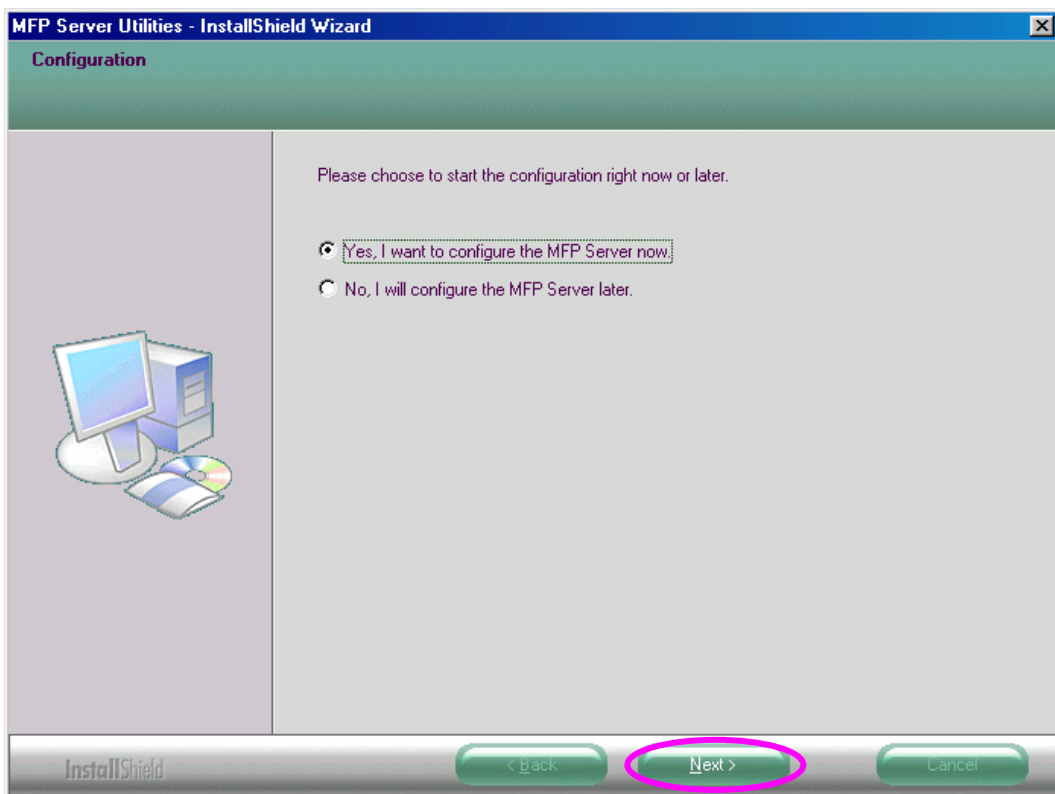 MFP Server Utilities - InstallShield Wizard
Configuration
Please choose to start the configuration right now or later.
Yes, I want to configure the MFP Server now.
No, I will configure the MFP Server later.
InstallShield
< Back
Next >
Cancel